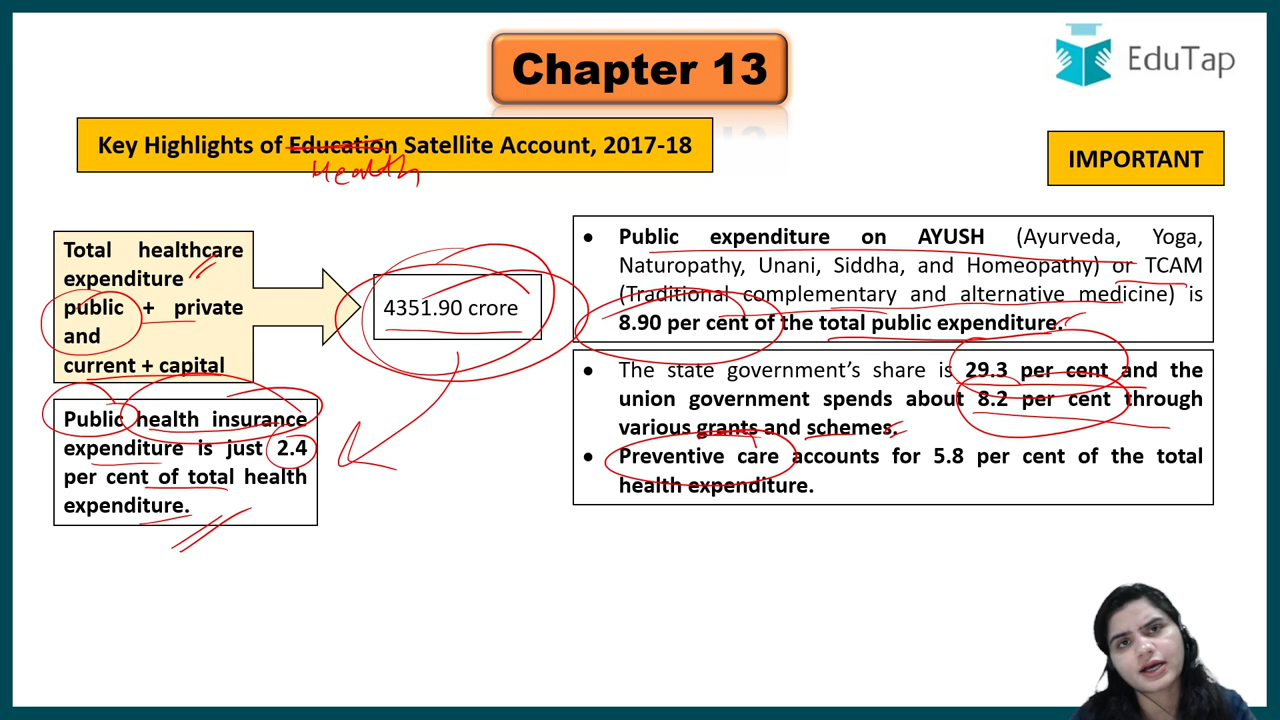 Chapter 13
EduTap
Key Highlights of Education Satellite Account, 2017-18
Health
IMPORTANT
Total healthcare
expenditure
public + private
and
current + capital
4351.90 crore
Public health insurance
expenditure is just 2.4
per cent of total health
expenditure.
• Public expenditure on AYUSH (Ayurveda, Yoga,
Naturopathy, Unani, Siddha, and Homeopathy) or TCAM
(Traditional complementary and alternative medicine) is
8.90 per cent of the total public expenditure.
• The state government’s share is 29.3 per cent and the
union government spends about 8.2 per cent through
various grants and schemes.
• Preventive care accounts for 5.8 per cent of the total
health expenditure.